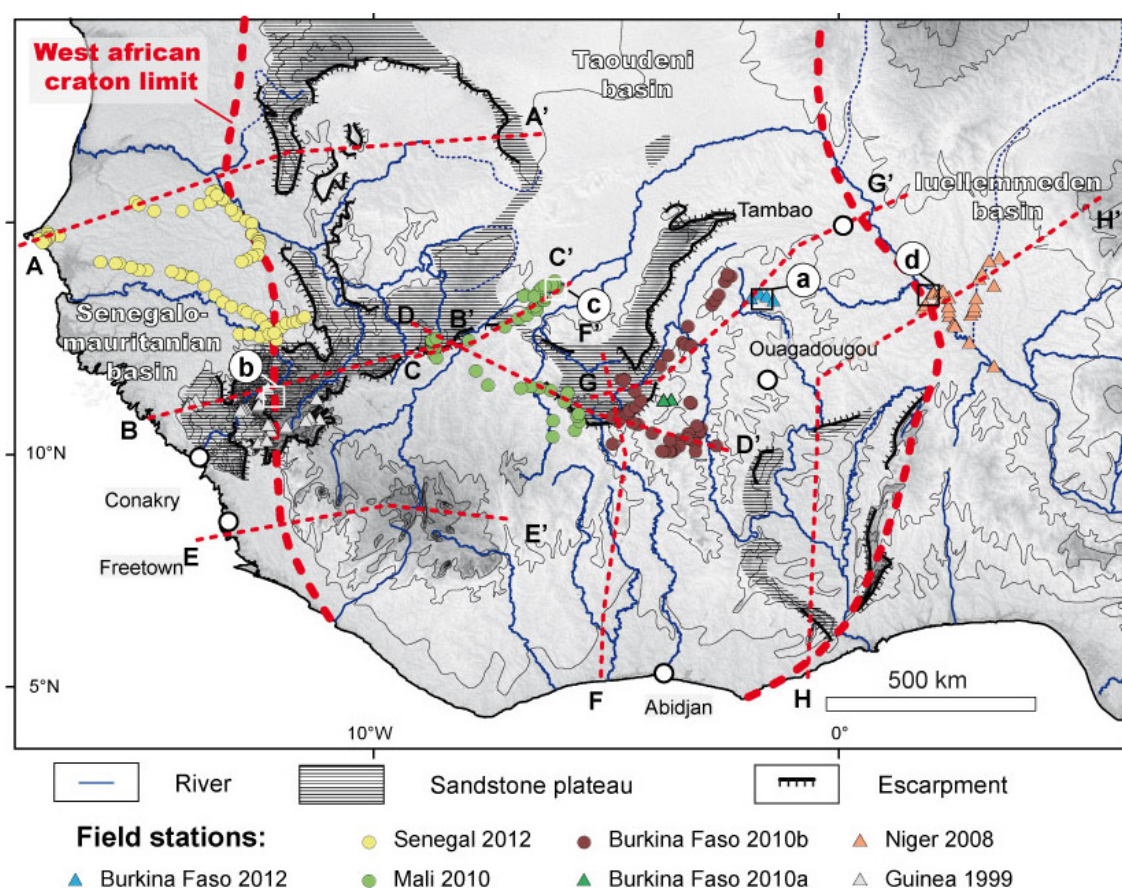 West african
craton limit
Taoudeni
basin
A'
G'
Iuellemmeden
basin
H'
Tambao
A
C'
d
a
c
D
B'
F'
Senegalo-
mauritanian
basin
Ouagadougou
b
C
G
B
D'
10°N
Conakry
E'
E
Freetown
5°N
F
Abidjan
H
500 km
10°W
0°
River
Sandstone plateau
Escarpment
Field stations:
Senegal 2012
Burkina Faso 2010b
Niger 2008
Burkina Faso 2012
Mali 2010
Burkina Faso 2010a
Guinea 1999